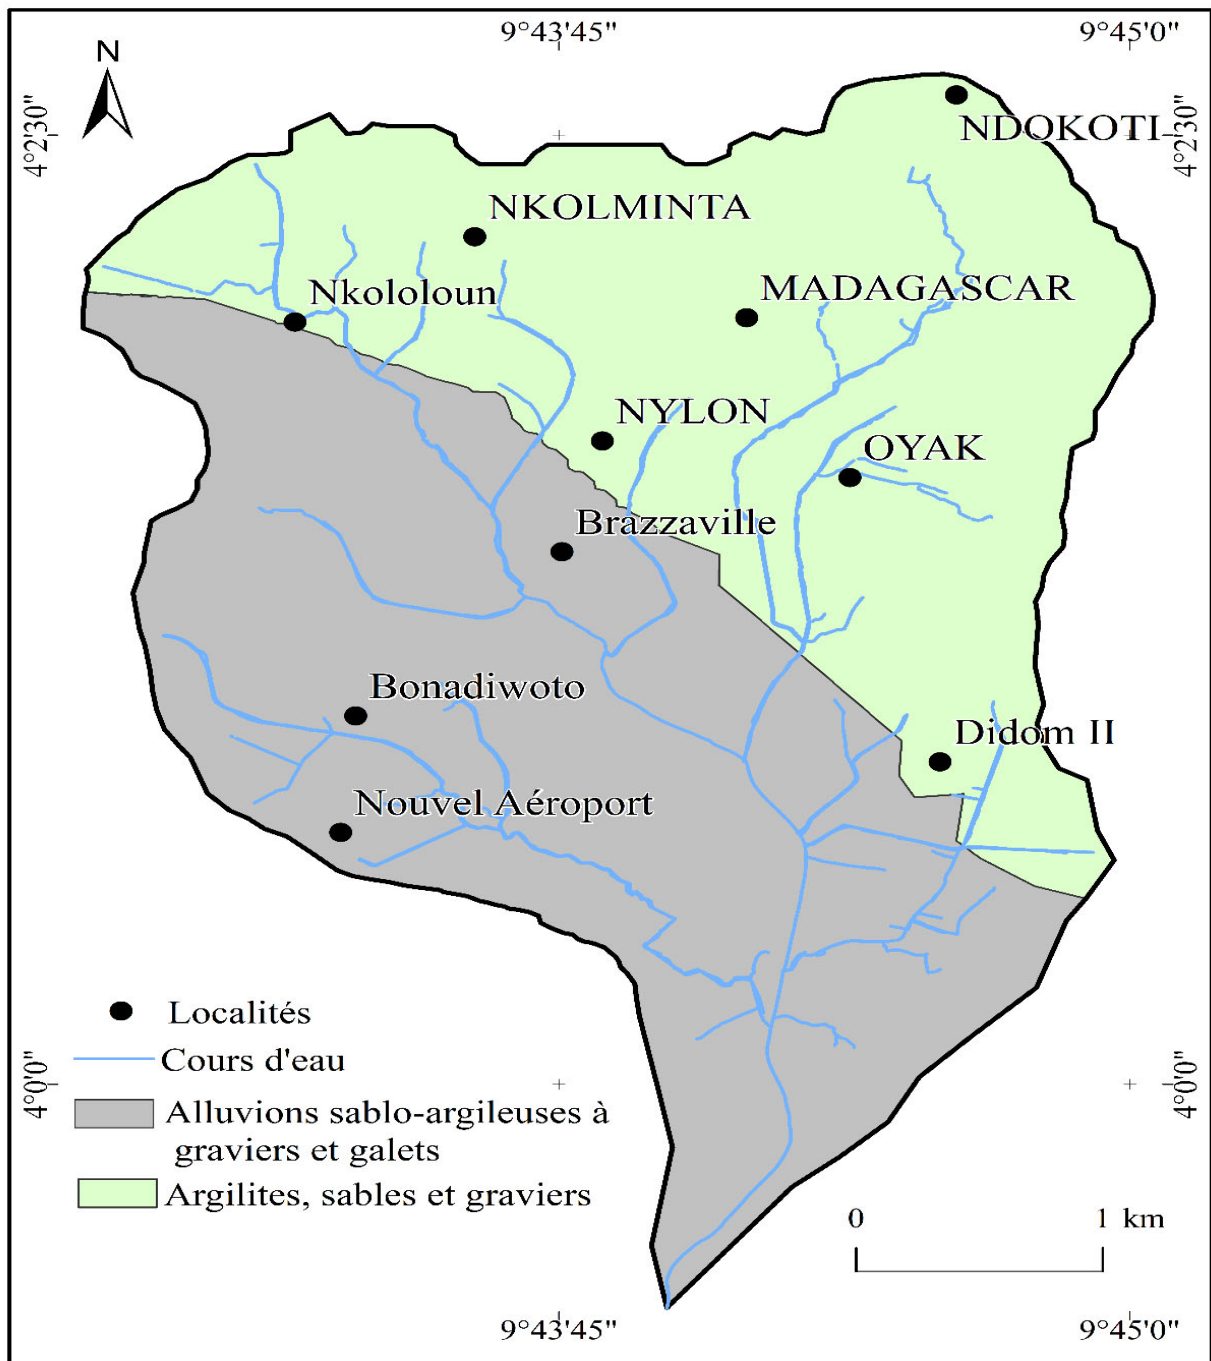 9°43'45"
9°45'0"
N
4°2'30"
4°2'30"
NDOKOTI
NKOLMINTA
Nkololoun
MADAGASCAR
NYLON
OYAK
Brazzaville
Bonadiwoto
Didom II
Nouvel Aéroport
Localités
Cours d'eau
4°0'0"
4°0'0"
Alluvions sablo-argileuses à
graviers et galets
Argilites, sables et graviers
0
1 km
9°43'45"
9°45'0"